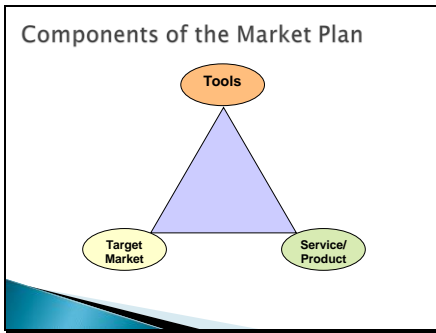 Components of the Market Plan
Tools
Target
Market
Service/
Product